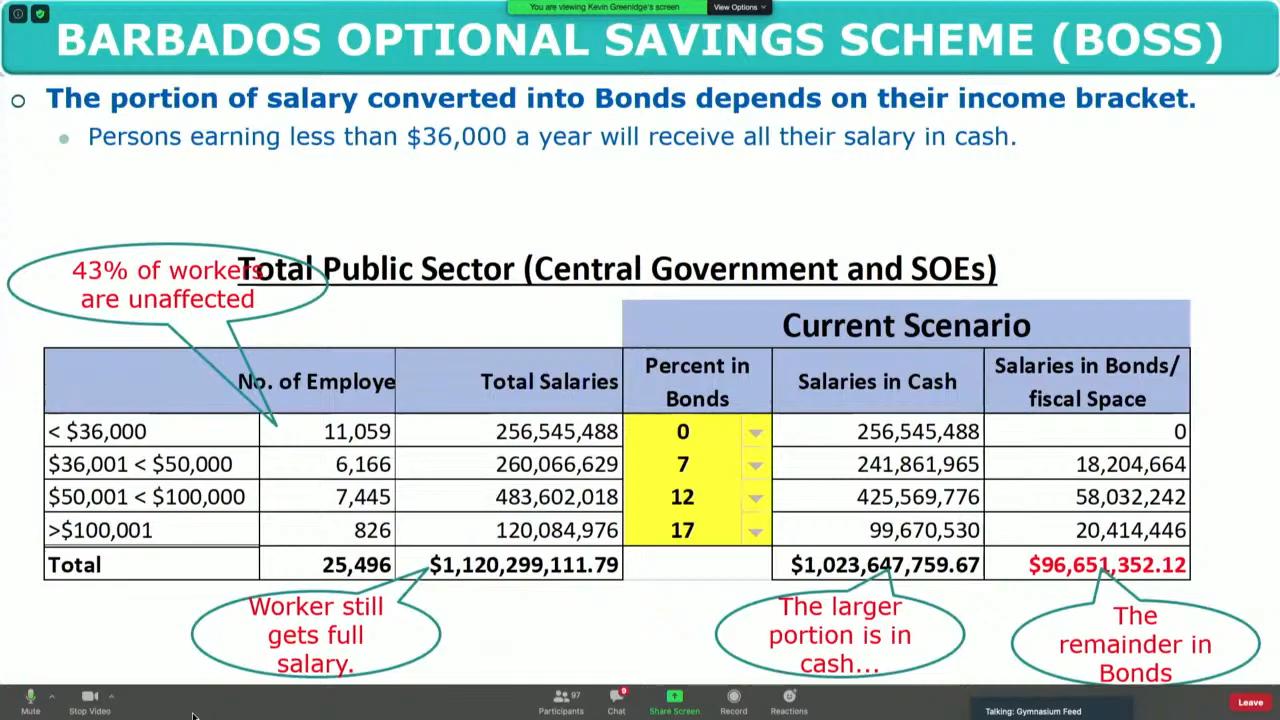 You are viewing Kevin Greenidge's screen
View Options
BARBADOS OPTIONAL SAVINGS SCHEME (BOSS)
The portion of salary converted into Bonds depends on their income bracket.
Persons earning less than $36,000 a year will receive all their salary in cash.
43% of workers
are unaffected
Total Public Sector (Central Government and SOEs)
Current Scenario
No. of Employe Total Salaries Percent in Bonds Salaries in Cash Salaries in Bonds/ fiscal Space
< $36,000 11,059 256,545,488 0 256,545,488 0
$36,001 < $50,000 6,166 260,066,629 7 241,861,965 18,204,664
$50,001 < $100,000 7,445 483,602,018 12 425,569,776 58,032,242
>$100,001 826 120,084,976 17 99,670,530 20,414,446
Total 25,496 $1,120,299,111.79 $1,023,647,759.67 $96,651,352.12
Worker still
gets full
salary.
The larger
portion is in
cash...
The
remainder in
Bonds
Mute
Stop Video
97
Participants
9
Chat
Share Screen
Record
Reactions
Talking: Gymnasium Feed
Leave